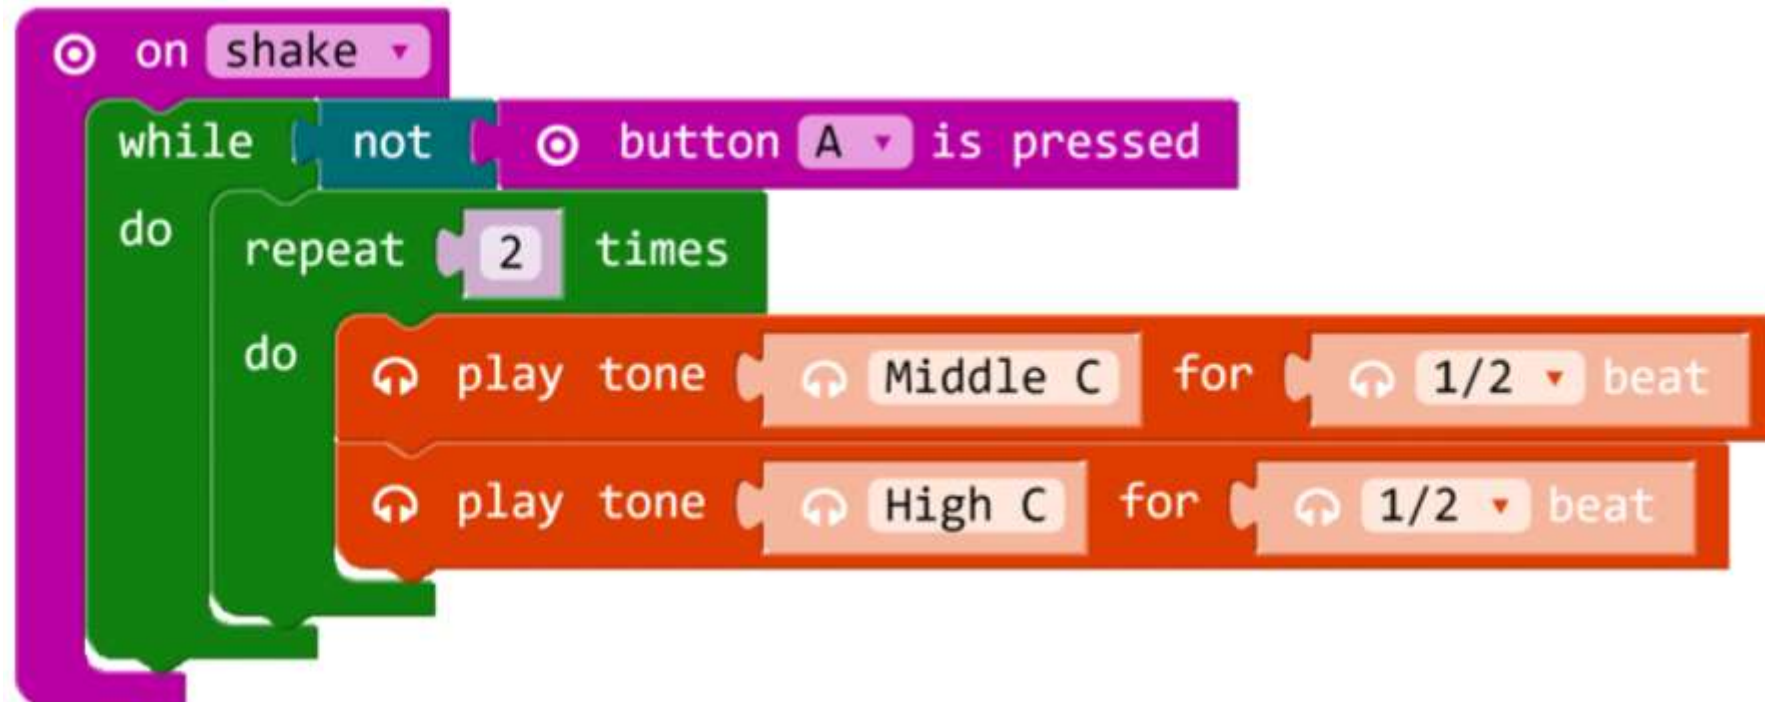 on shake
while not button A is pressed
do
repeat 2 times
do
play tone Middle C for 1/2 beat
play tone High C for 1/2 beat